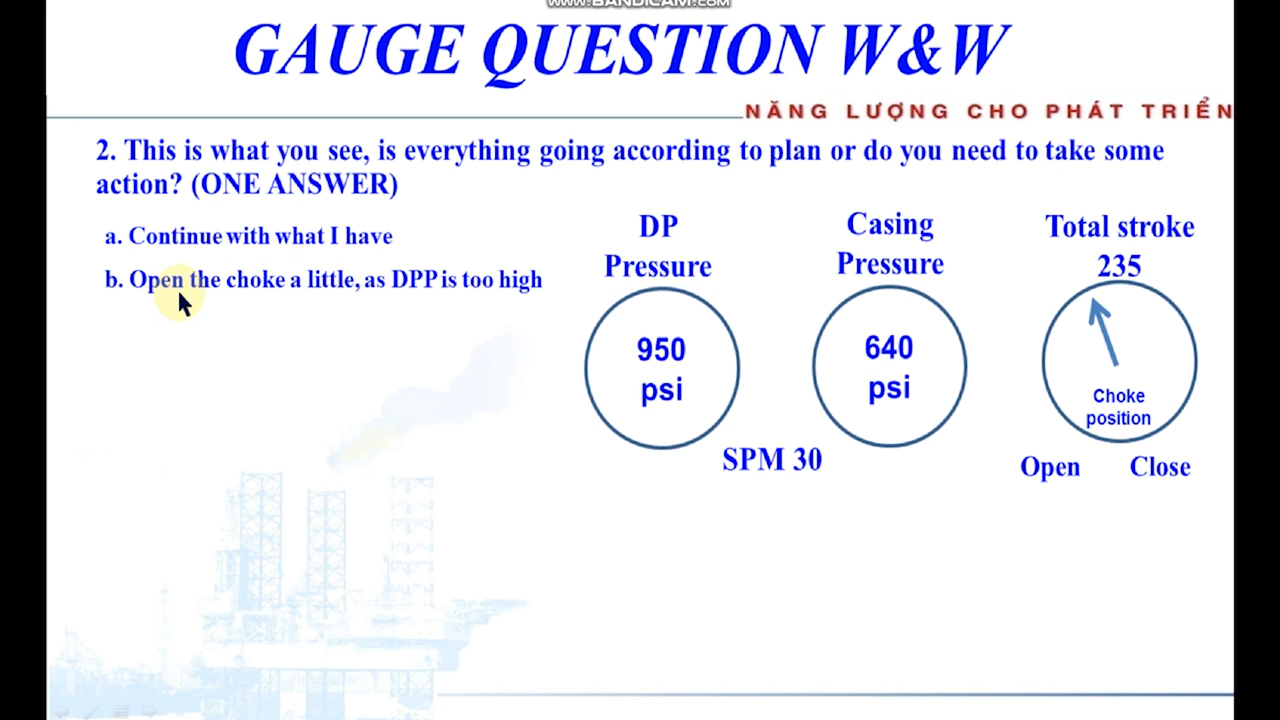 www.BANDICAM.com
GAUGE QUESTION W&W
NĂNG LƯỢNG CHO PHÁT TRIỂN
2. This is what you see, is everything going according to plan or do you need to take some
action? (ONE ANSWER)
a. Continue with what I have
b. Open the choke a little, as DPP is too high
DP
Pressure
950
psi
Casing
Pressure
640
psi
SPM 30
Total stroke
235
Choke
position
Open Close